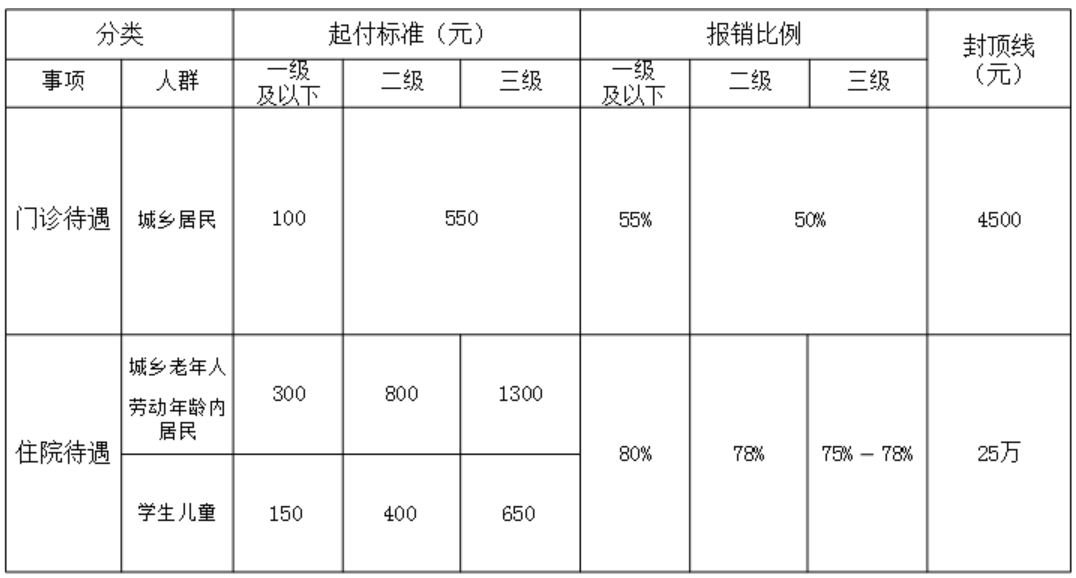 分类 起付标准（元） 报销比例 封顶线
（元）
事项 人群 一级
及以下 二级 三级 一级
及以下 二级 三级
门诊待遇 城乡居民 100 550 55% 50% 4500
住院待遇 城乡老年人
劳动年龄内
居民 300 800 1300 80% 78% 75% － 78% 25万
学生儿童 150 400 650